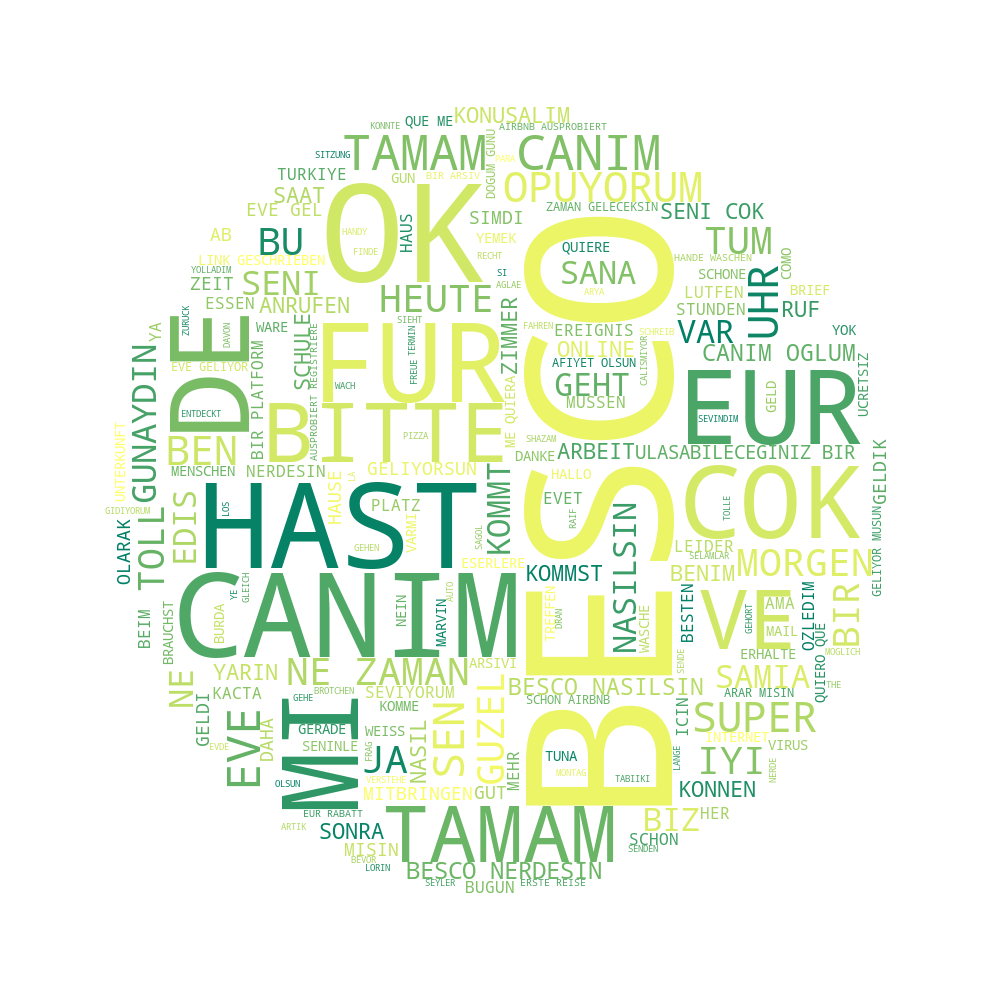 QUE ME
KONUSALIM
KONNTE
AIRBNB AUSPROBIERT
TAMAM
CANIM
DOGUM GUNU
KAKA
SITZUNG
TURKIYE
GUN
BIR ARSIV
OPUYORUM
SAAT
OK
EVE GEL
SIMDI
ZAMAN GELECEKSIN
SENI COK
HAUS
AB
BU
HANDY
YEMEK
QUIERE
TUM
LINK
GESCHRIEBEN
FINDE
RECHT
HANDE WASCHEN
COMO
YOLLADIM
SENI
SI
SANA
SCHONE
UHR
ZEIT
AGLAE
ARYA
LUTFEN
BRIEF
ESSEN
ANRUFEN
HEUTE
ZIMMER
STUNDEN
RUF
ZURUCK
DE
WARE
SCHULE
FUR
FAHREN
EREIGNIS
VAR
YOK
YA
DAVON
BIR PLATFORM
AUSPROBIERT REGISTRIERE
SIEHT
FREUE
TERMIN
ONLINE
SCHREIB
CANIM OGLUM
GUNAYDIN
EVE GELIYOR
AFIYET OLSUN
CALISMIYOR
UCRETSIZ
WACH
ME QUIERA
GEHT
EUR
GELD
ENTDECKT
BITTE
MUSSEN
SEVINDIM
UNTERKUNFT
BEN
PIZZA
SHAZAM
ARBEIT
ULASABILECEGINIZ BIR
DANKE
BESCO
MENSCHEN
NERDESIN
GELIYORSUN
HALLO
GELDIK
TOLL
EDIS
HAST
HAUSE
LA
PLATZ
KOMMT
EVET
COK
TOLLE
GIDIYORUM
LOS
VARMI
RAIF
NASILSIN
GELIYOR MUSUN
OLARAK
GEHEN
SAGOL
LEIDER
SELAMLAR
MORGEN
ESERLERE
KOMMST
BENIM
GLEICH
YE
CANIM
AUTO
NEIN
MARVIN
TREFFEN
DRAN
BESTEN
VE
GEHORT
AMA
OZLEDIM
BIR
BEIM
BRAUCHST
BURDA
WASCHE
MAIL
QUIERO QUE
ERHALTE
MOGLICH
SENDE
NE
YARIN
NE ZAMAN
ARSIVI
SCHON AIRBNB
BESCO NASILSIN
SAMIA
THE
KACTA
GEHE
BROTCHEN
SEVIYORUM
ARAR MISIN
GELDI
EVE
DAHA
MI
KOMME
SEN
GUZEL
ICIN
SUPER
GERADE
WEISS
NASIL
INTERNET
EVDE
SENINLE
FRAG
JA
MEHR
TUNA
LANGE
IYI
VIRUS
NERDE
VERSTEHE
MONTAG
TABIIKI
OLSUN
MITBRINGEN
GUT
KONNEN
EUR RABATT
TAMAM
BIZ
HER
ARTIK
SONRA
MISIN
SCHON
SENDEN
BEVOR
LORIN
BESCO NERDESIN
SEYLER
BUGUN
ERSTE REISE